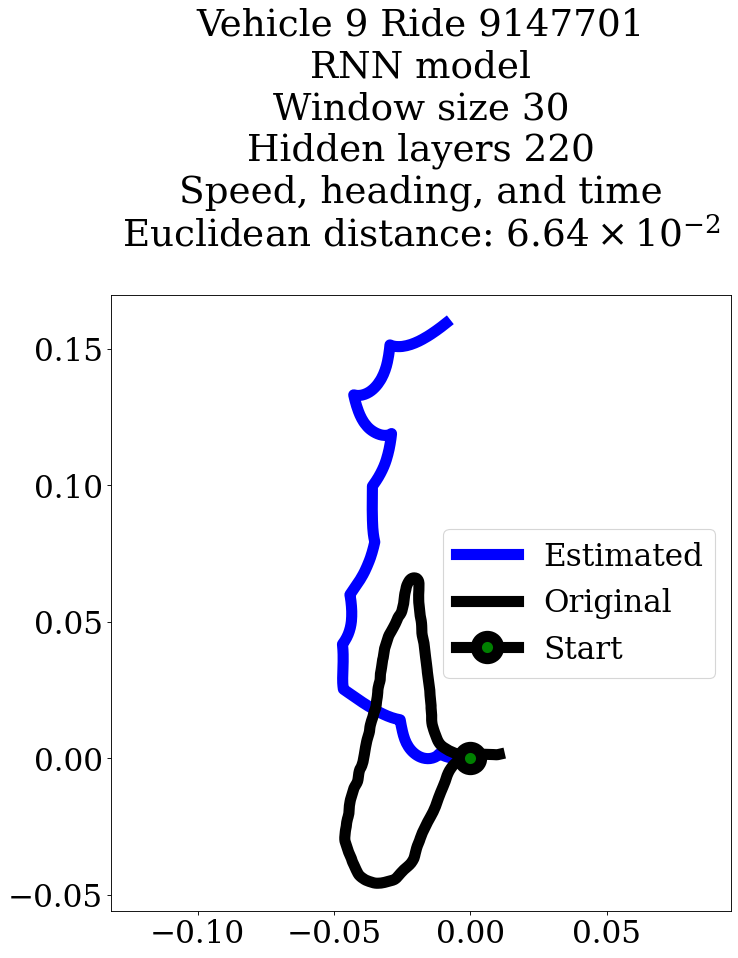 Vehicle 9 Ride 9147701
RNN model
Window size 30
Hidden layers 220
Speed, heading, and time
Euclidean distance: 6.64 × 10⁻²
0.15
0.10
0.05
0.00
−0.05
Estimated
Original
Start
−0.10 −0.05 0.00 0.05